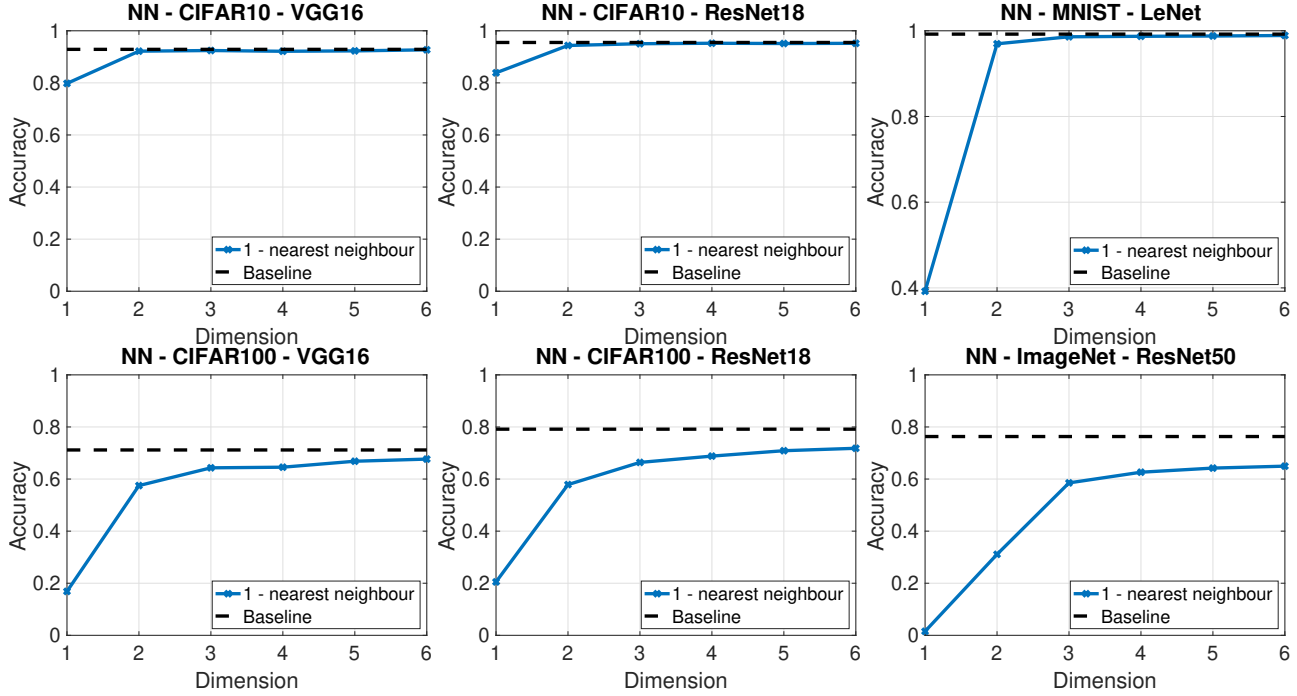 NN - CIFAR10 - VGG16
1
0.8
0.6
0.4
0.2
0
Accuracy
1 - nearest neighbour
Baseline
1 2 3 4 5 6
Dimension
NN - CIFAR10 - ResNet18
1
0.8
0.6
0.4
0.2
0
Accuracy
1 - nearest neighbour
Baseline
1 2 3 4 5 6
Dimension
NN - MNIST - LeNet
1
0.8
0.6
0.4
Accuracy
1 - nearest neighbour
Baseline
1 2 3 4 5 6
Dimension
NN - CIFAR100 - VGG16
1
0.8
0.6
0.4
0.2
0
Accuracy
1 - nearest neighbour
Baseline
1 2 3 4 5 6
Dimension
NN - CIFAR100 - ResNet18
1
0.8
0.6
0.4
0.2
0
Accuracy
1 - nearest neighbour
Baseline
1 2 3 4 5 6
Dimension
NN - ImageNet - ResNet50
1
0.8
0.6
0.4
0.2
0
Accuracy
1 - nearest neighbour
Baseline
1 2 3 4 5 6
Dimension